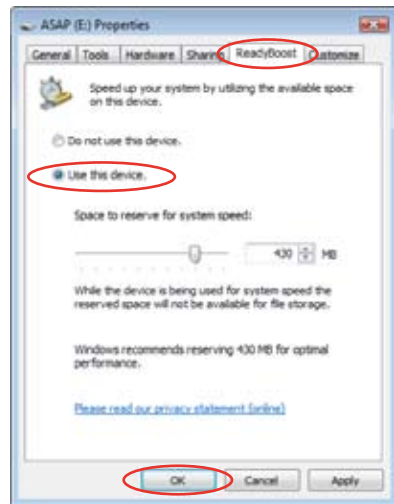 ASAP (E:) Properties
General Tools Hardware Sharing ReadyBoost Customize
Speed up your system by utilizing the available space
on this device.
Do not use this device.
Use this device.
Space to reserve for system speed:
430 MB
While the device is being used for system speed the
reserved space will not be available for file storage.
Windows recommends reserving 430 MB for optimal
performance.
Please read our privacy statement (online)
OK Cancel Apply